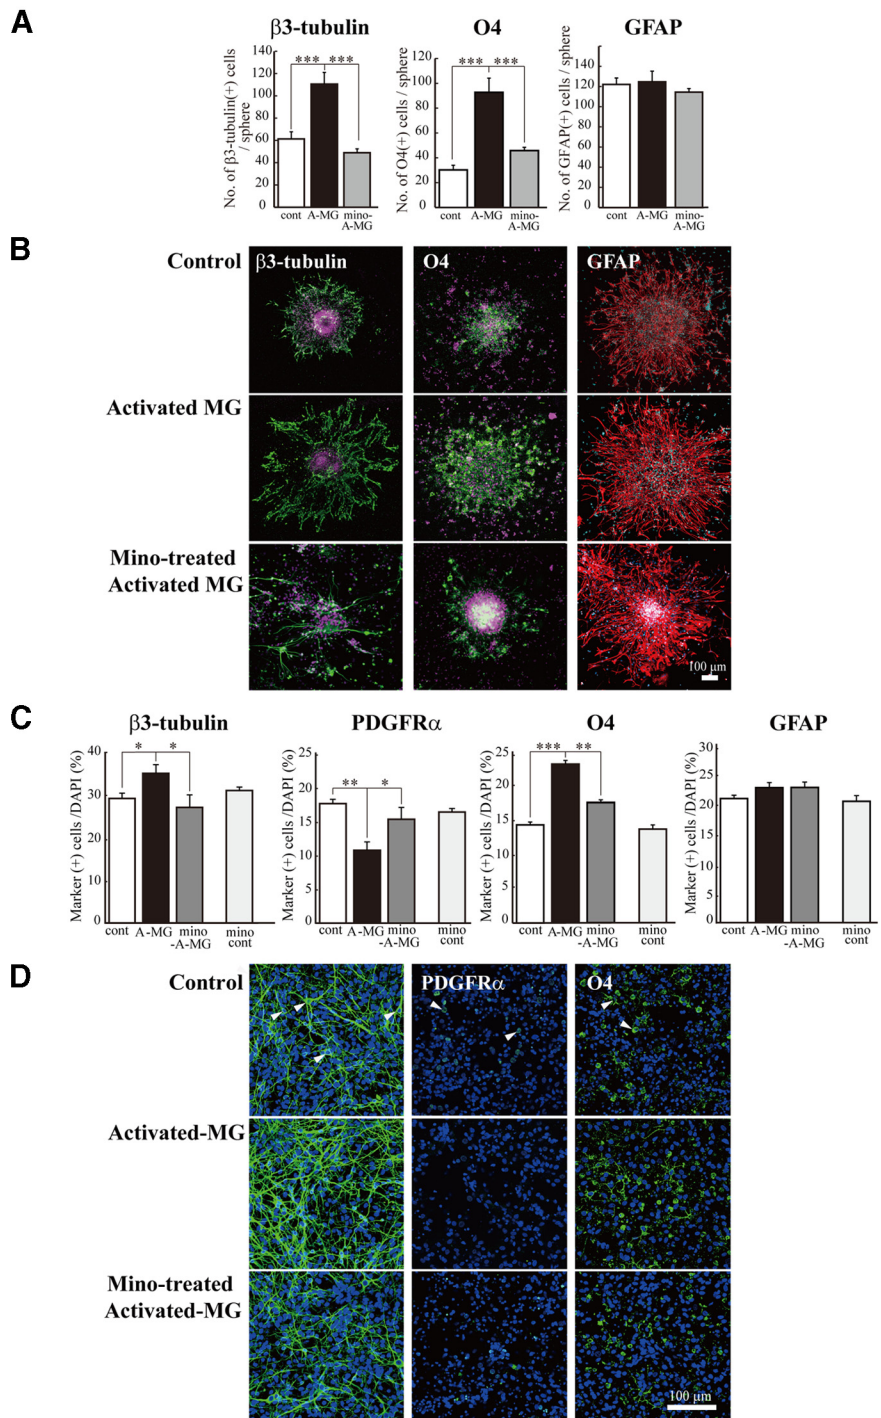 A
β3-tubulin
O4
GFAP
No. of β3-tubulin(+) cells
/ sphere
140
120
100
80
60
40
20
0
*** ***
cont A-MG mino-
A-MG
No. of O4(+) cells / sphere
120
100
80
60
40
20
0
*** ***
cont A-MG mino-
A-MG
No. of GFAP(+) cells / sphere
160
140
120
100
80
60
40
20
0
cont A-MG mino-
A-MG
B
Control
β3-tubulin
O4
GFAP
Activated MG
Mino-treated
Activated MG
100 μm
C
β3-tubulin
PDGFRα
O4
GFAP
Marker (+) cells /DAPI (%)
40
30
20
10
0
* *
cont A-MG mino
-A-MG
mino
cont
Marker (+) cells /DAPI (%)
25
20
15
10
5
0
** *
cont A-MG mino
-A-MG
mino
cont
Marker (+) cells /DAPI (%)
25
20
15
10
5
0
*** **
cont A-MG mino
-A-MG
mino
cont
Marker (+) cells /DAPI (%)
30
25
20
15
10
5
0
cont A-MG mino
-A-MG
mino
cont
D
Control
PDGFRα
O4
Activated-MG
Mino-treated
Activated-MG
100 μm